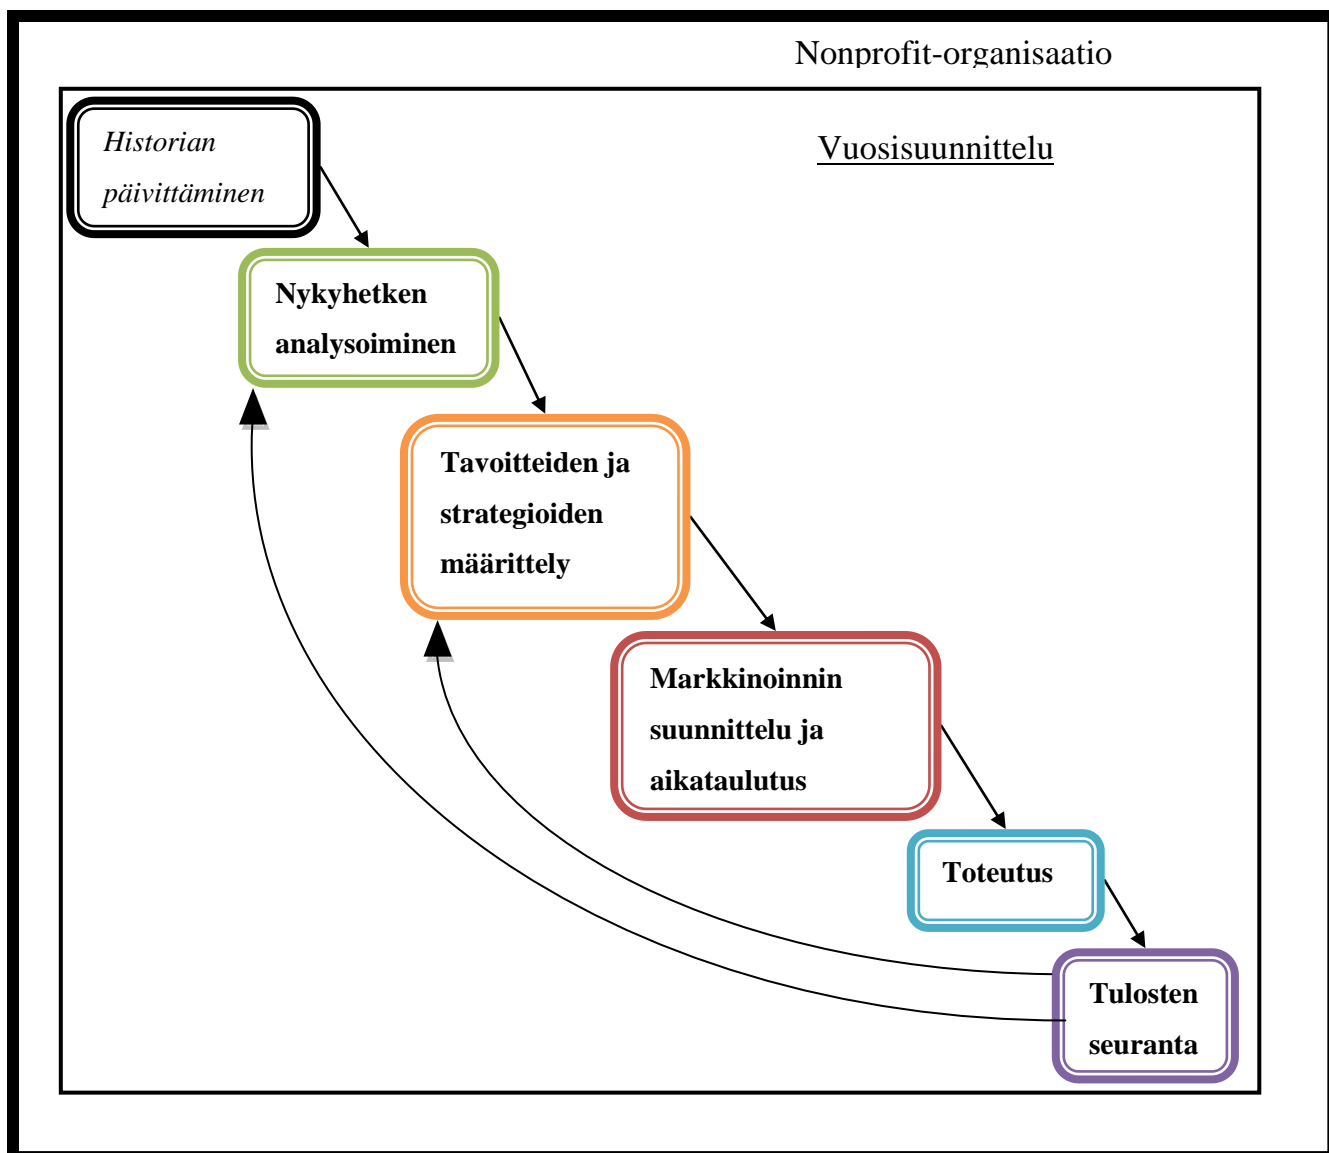 Nonprofit-organisaatio
Vuosisuunnittelu
Historian
päivittäminen
Nykyhetken
analysoiminen
Tavoitteiden ja
strategioiden
määrittely
Markkinoinnin
suunnittelu ja
aikataulutus
Toteutus
Tulosten
seuranta